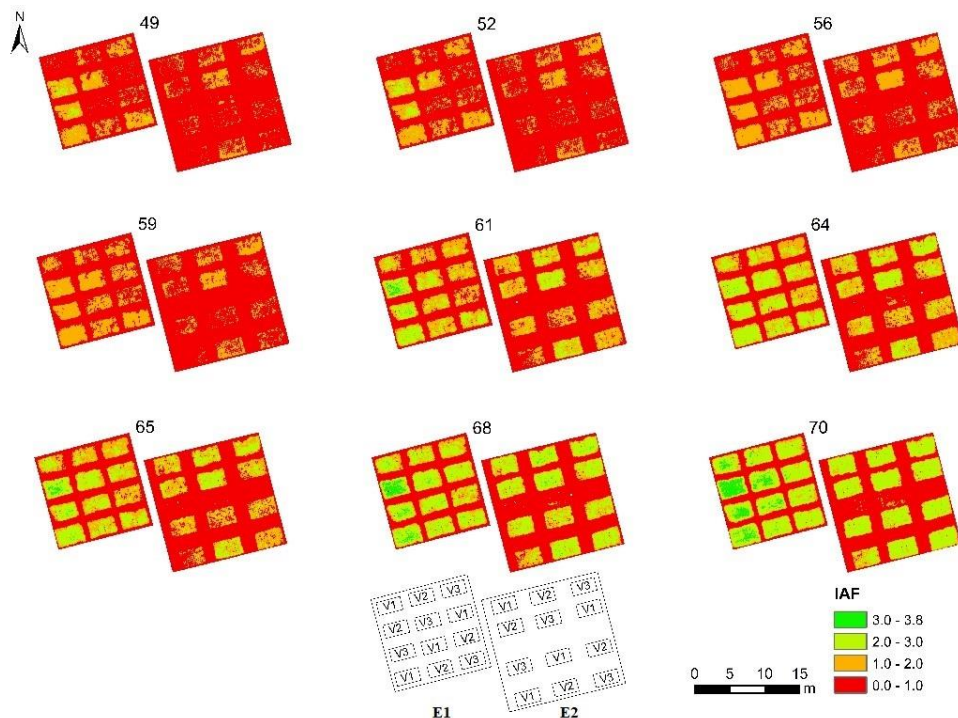 N
49
52
56
59
61
64
65
68
70
V1 V2 V3
V2 V3 V1
V3 V1 V2
V1 V2 V3
V1 V2 V3
V2 V3 V1
V3 V1 V2
V1 V2 V3
E1
E2
IAF
3.0 - 3.8
2.0 - 3.0
1.0 - 2.0
0.0 - 1.0
0 5 10 15
m